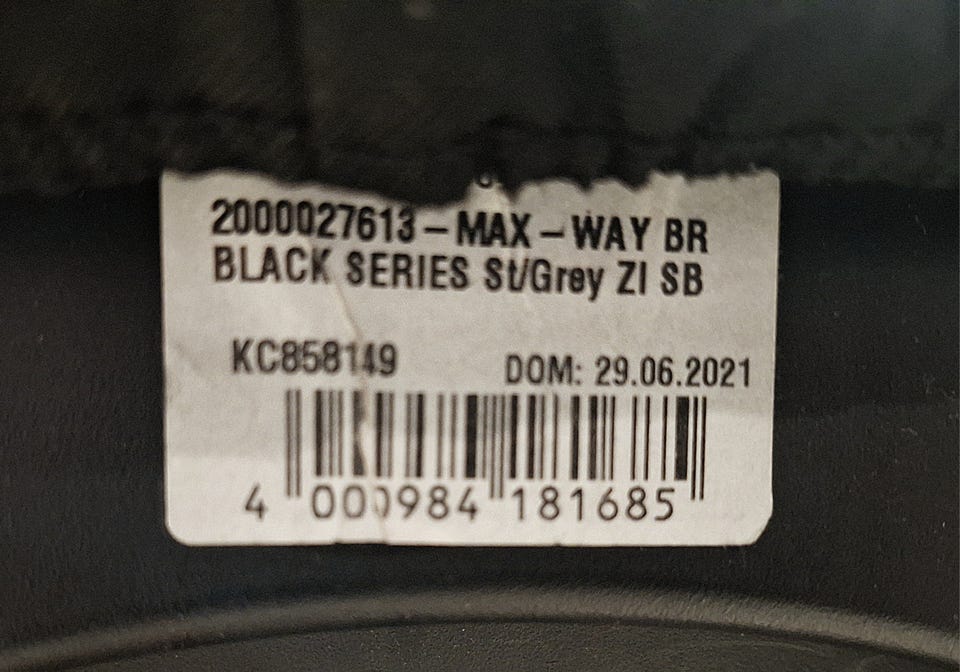 2000027613 – MAX – WAY BR
BLACK SERIES St/Grey ZI SB
KC858149 DOM: 29.06.2021
4 000984 181685